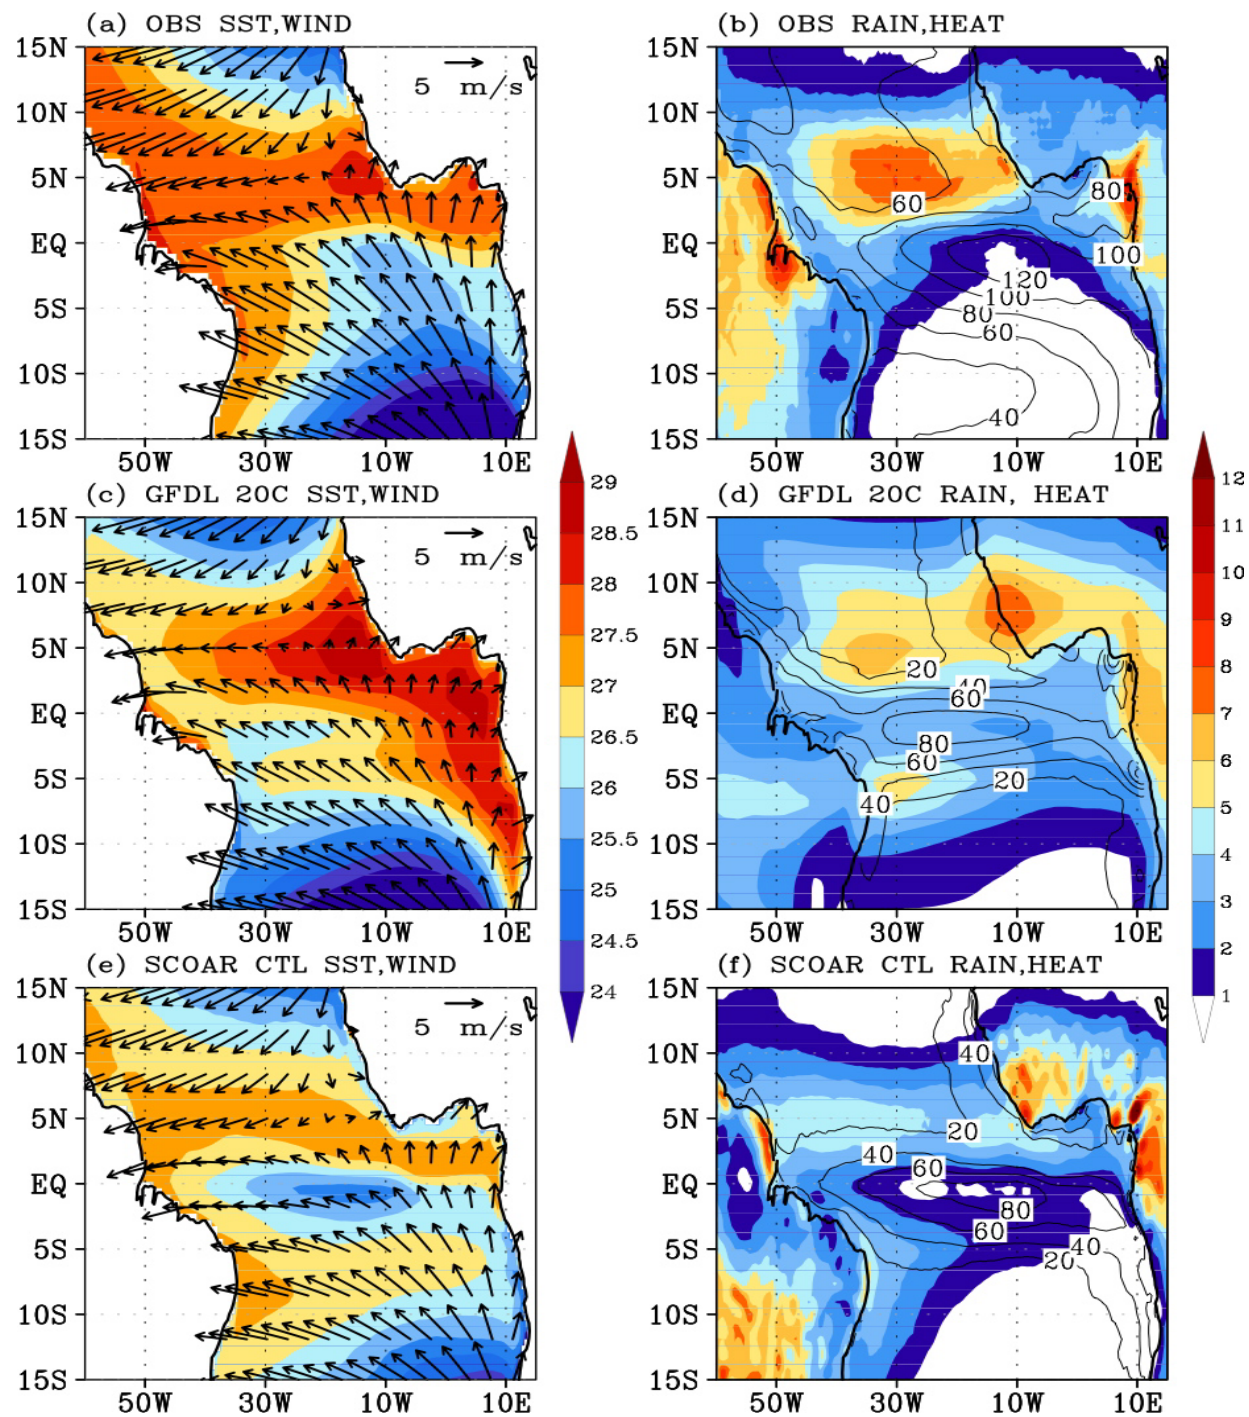 (a) OBS SST,WIND
15N
10N
5N
EQ
5S
10S
15S
50W 30W 10W 10E
5 m/s
(b) OBS RAIN,HEAT
15N
10N
5N
EQ
5S
10S
15S
50W 30W 10W 10E
60
80
100
120
100
80
60
40
(c) GFDL 20C SST,WIND
15N
10N
5N
EQ
5S
10S
15S
50W 30W 10W 10E
5 m/s
29
28.5
28
27.5
27
26.5
26
25.5
25
24.5
24
(d) GFDL 20C RAIN, HEAT
15N
10N
5N
EQ
5S
10S
15S
50W 30W 10W 10E
20
40
60
80
60
20
40
12
11
10
9
8
7
6
5
4
3
2
1
(e) SCOAR CTL SST,WIND
15N
10N
5N
EQ
5S
10S
15S
50W 30W 10W 10E
5 m/s
(f) SCOAR CTL RAIN,HEAT
15N
10N
5N
EQ
5S
10S
15S
50W 30W 10W 10E
40
20
40
60
80
60
40
20